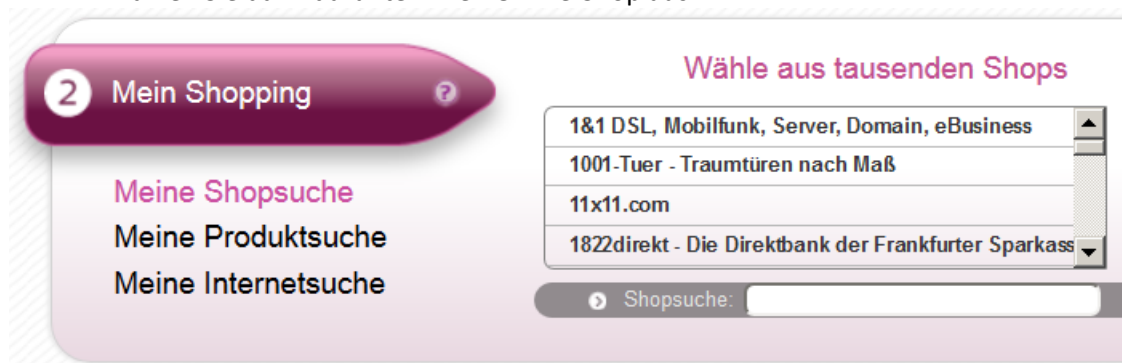 2 Mein Shopping ?
Meine Shopsuche
Meine Produktsuche
Meine Internetsuche
Wähle aus tausenden Shops
1&1 DSL, Mobilfunk, Server, Domain, eBusiness
1001-Tuer - Traumtüren nach Maß
11x11.com
1822direkt - Die Direktbank der Frankfurter Sparkass
Shopsuche: